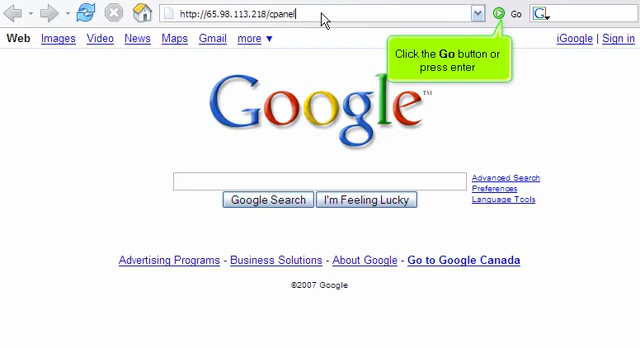 http://65.98.113.218/cpanel Go
Web Images Video News Maps Gmail more ▼ iGoogle | Sign in
Click the Go button or
press enter
Google™
Advanced Search
Preferences
Language Tools
Google Search I'm Feeling Lucky
Advertising Programs - Business Solutions - About Google - Go to Google Canada
©2007 Google